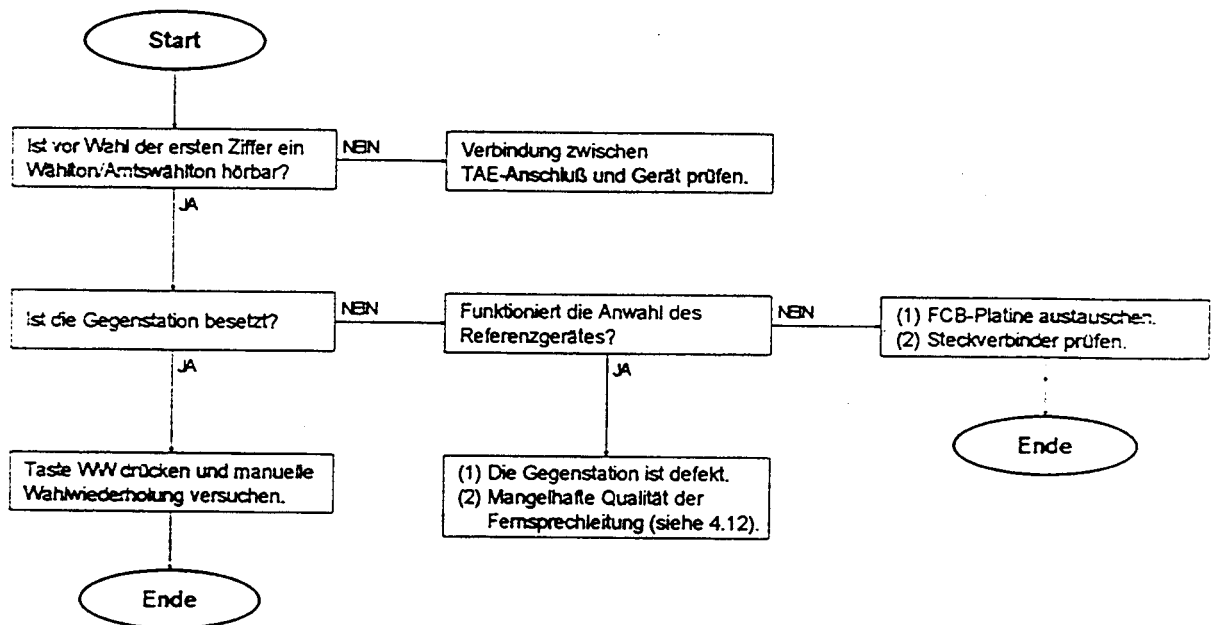 Start
Ist vor Wahl der ersten Ziffer ein
Wählton/Amtswählton hörbar?
NEIN
Verbindung zwischen
TAE-Anschluß und Gerät prüfen.
JA
Ist die Gegenstation besetzt?
NEIN
Funktioniert die Anwahl des
Referenzgerätes?
NEIN
(1) FCB-Platine austauschen.
(2) Steckverbinder prüfen.
JA
JA
Ende
Taste WW drücken und manuelle
Wahlwiederholung versuchen.
(1) Die Gegenstation ist defekt.
(2) Mangelhafte Qualität der
Fernsprechleitung (siehe 4.12).
Ende